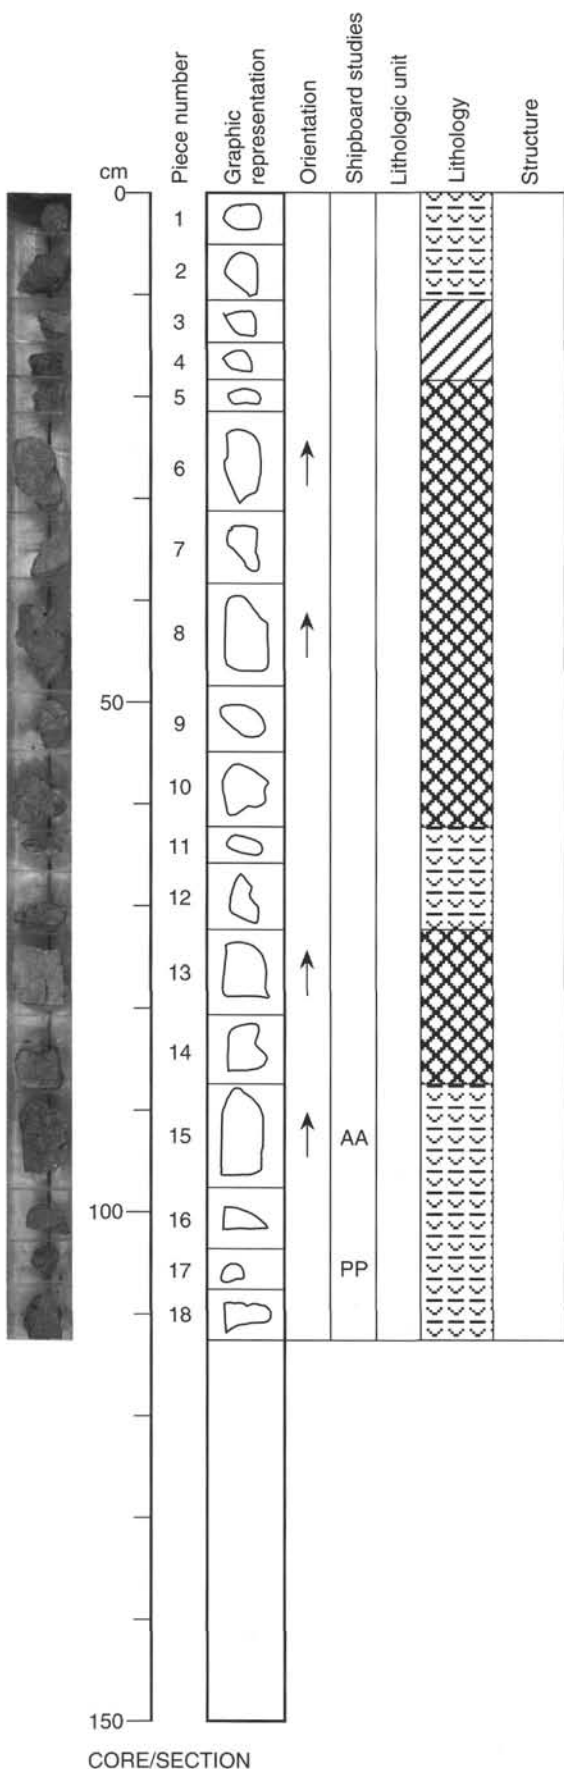 cm
Piece number
Graphic
representation
Orientation
Shipboard studies
Lithologic unit
Lithology
Structure
0
1
2
3
4
5
6
7
8
50
9
10
11
12
13
14
15 AA
100
16
17 PP
18
150
CORE/SECTION